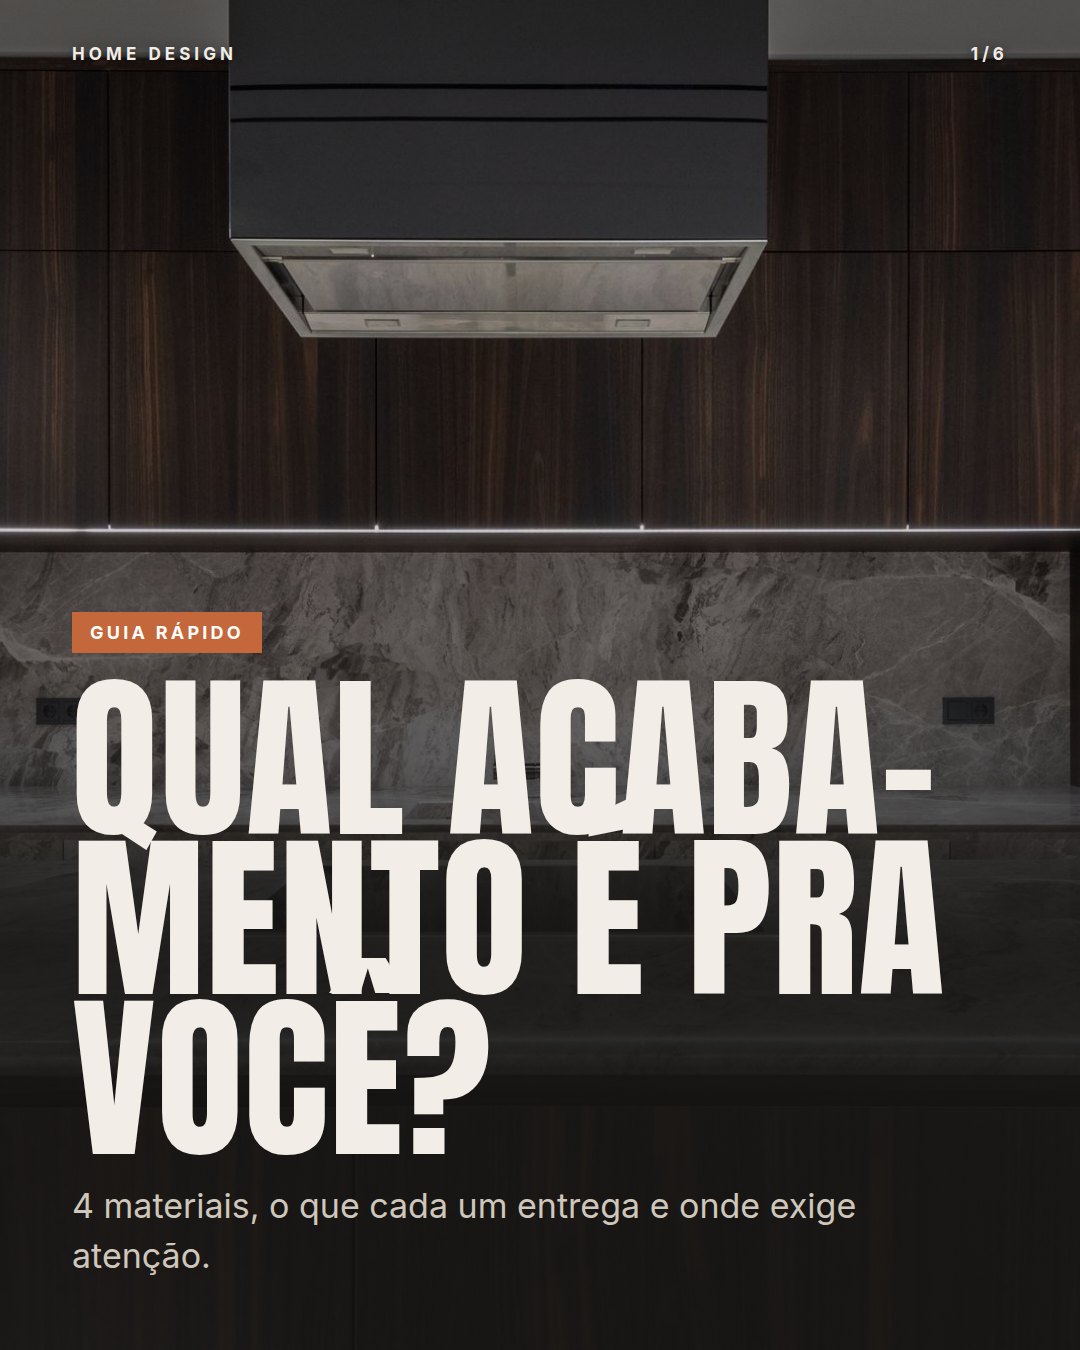 HOME DESIGN
1/6
GUIA RÁPIDO
QUAL ACABA-
MENTO É PRA
VOCÊ?
4 materiais, o que cada um entrega e onde exige
atenção.